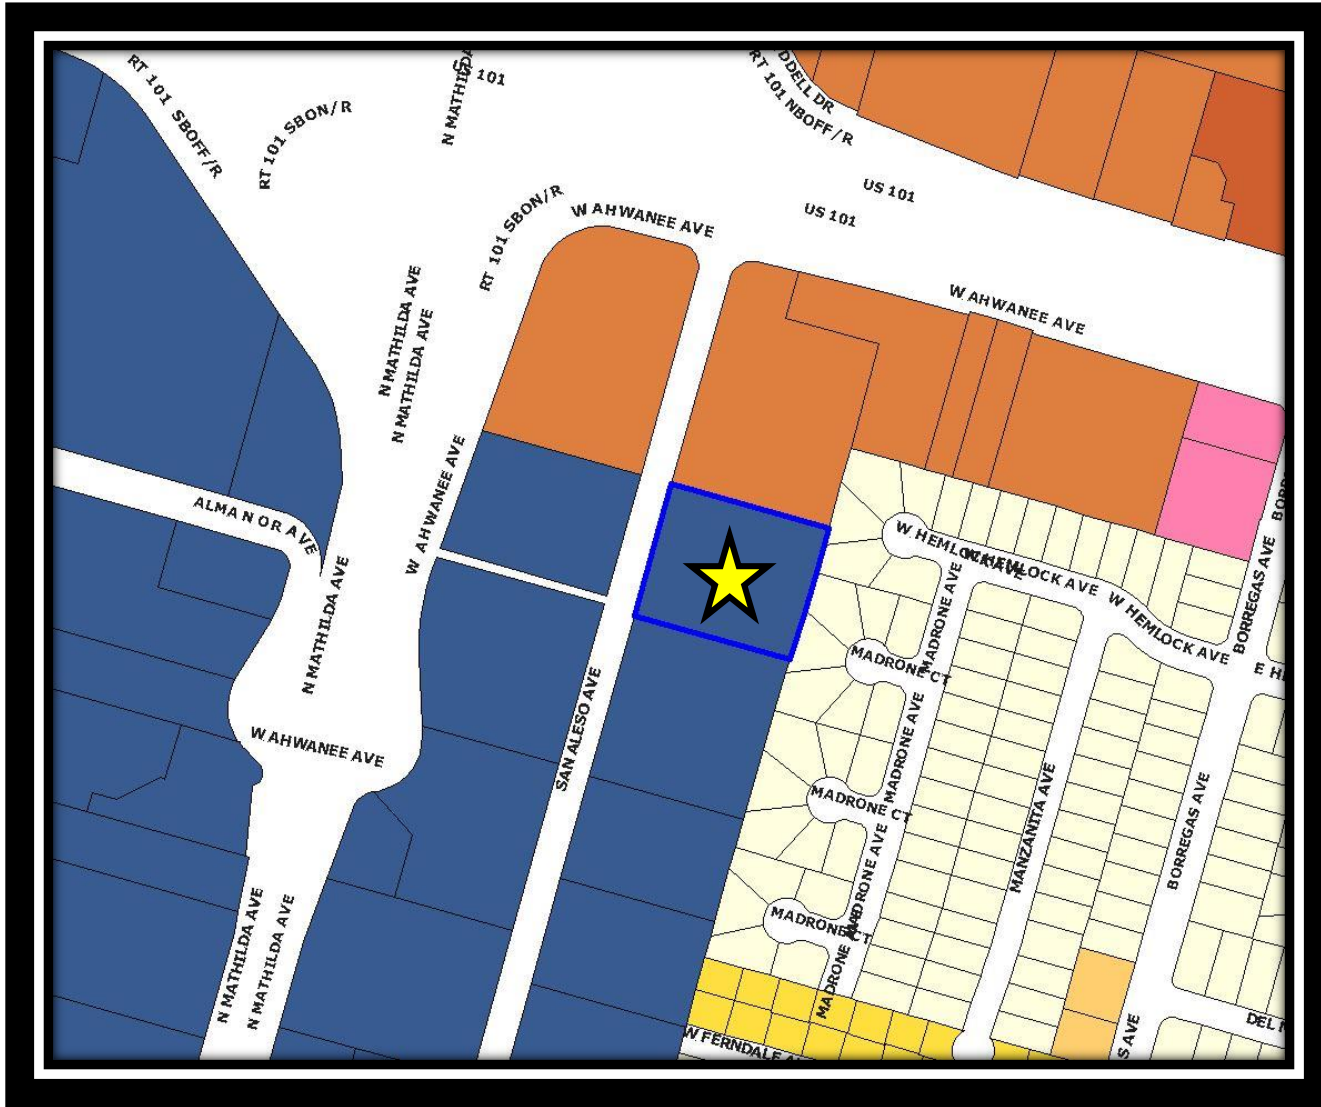 RT 101 SBOFF/R
RT 101 SBON/R
N MATHILDA
101
DDELL DR
RT 101 NBOFF/R
US 101
US 101
RT 101 SBON/R
W AHWANEE AVE
W AHWANEE AVE
N MATHILDA AVE
N MATHILDA AVE
W AHWANEE AVE
ALMANOR AVE
N MATHILDA AVE
W AHWANEE AVE
SAN ALESO AVE
N MATHILDA AVE
N MATHILDA AVE
W HEMLOCK AVE
W HEMLOCK AVE
W HEMLOCK AVE
MADRONE AVE
MADRONE CT
MADRONE AVE
MADRONE CT
MADRONE AVE
MADRONE CT
MADRONE AVE
MANZANITA AVE
BORREGAS AVE
BORREGAS AVE
BORR
E HE
DEL
S AVE
W FERNDALE A